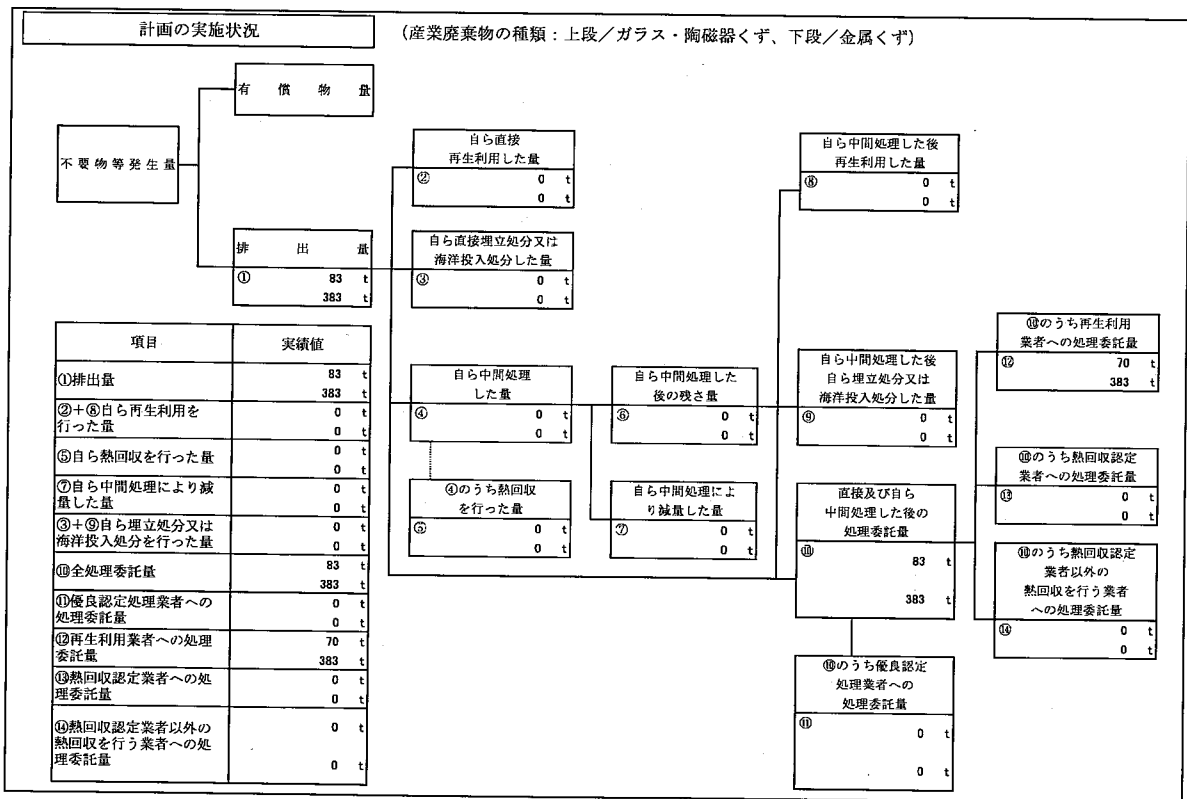 計画の実施状況
(産業廃棄物の種類：上段／ガラス・陶磁器くず、下段／金属くず)
有償物量
不要物等発生量
排出量
① 83 t
383 t
自ら直接
再生利用した量
② 0 t
0 t
自ら直接埋立処分又は
海洋投入処分した量
③ 0 t
0 t
自ら中間処理した後
再生利用した量
⑧ 0 t
0 t
自ら中間処理
した量
④ 0 t
0 t
④のうち熱回収
を行った量
⑤ 0 t
0 t
自ら中間処理した
後の残さ量
⑥ 0 t
0 t
自ら中間処理によ
り減量した量
⑦ 0 t
0 t
自ら中間処理した後
自ら埋立処分又は
海洋投入処分した量
⑨ 0 t
0 t
直接及び自ら
中間処理した後の
処理委託量
⑩ 83 t
383 t
⑩のうち優良認定
処理業者への
処理委託量
⑪ 0 t
0 t
⑩のうち再生利用
業者への処理委託量
⑫ 70 t
383 t
⑩のうち熱回収認定
業者への処理委託量
⑬ 0 t
0 t
⑩のうち熱回収認定
業者以外の
熱回収を行う業者
への処理委託量
⑭ 0 t
0 t
項目 実績値
①排出量 83 t
383 t
②＋⑧自ら再生利用を 0 t
行った量 0 t
⑤自ら熱回収を行った量 0 t
0 t
⑦自ら中間処理により減 0 t
量した量 0 t
③＋⑨自ら埋立処分又は 0 t
海洋投入処分を行った量 0 t
⑩全処理委託量 83 t
383 t
⑪優良認定処理業者への 0 t
処理委託量 0 t
⑫再生利用業者への処理 70 t
委託量 383 t
⑬熱回収認定業者への処 0 t
理委託量 0 t
⑭熱回収認定業者以外の 0 t
熱回収を行う業者への処
理委託量 0 t